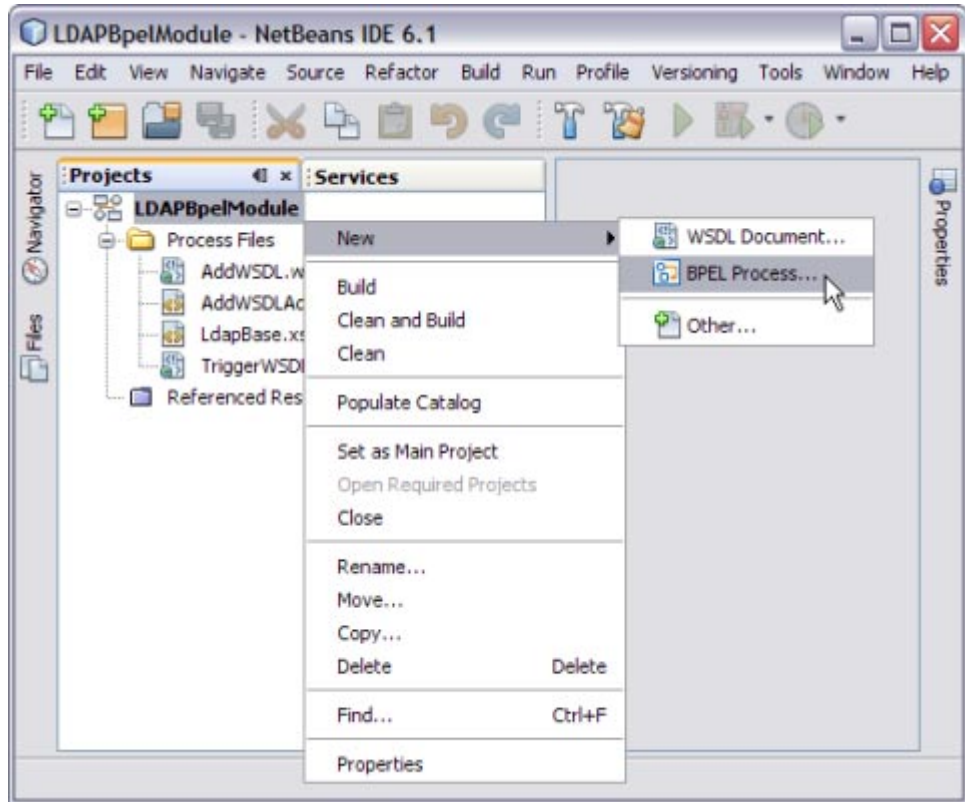 LDAPBpelModule - NetBeans IDE 6.1
File Edit View Navigate Source Refactor Build Run Profile Versioning Tools Window Help
Navigator
Files
Projects
Services
Properties
LDAPBpelModule
Process Files
AddWSDL.w
AddWSDLAc
LdapBase.xs
TriggerWSDL
Referenced Res
New
Build
Clean and Build
Clean
Populate Catalog
Set as Main Project
Open Required Projects
Close
Rename...
Move...
Copy...
Delete Delete
Find... Ctrl+F
Properties
WSDL Document...
BPEL Process...
Other...